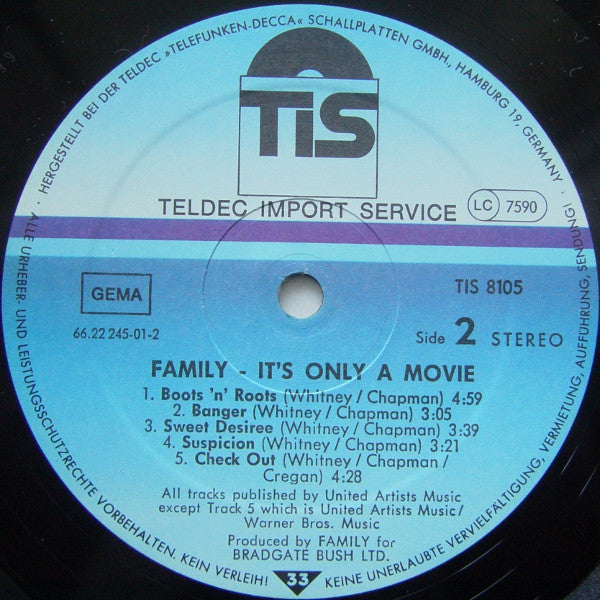 HERGESTELLT BEI DER TELDEC »TELEFUNKEN-DECCA« SCHALLPLATTEN GMBH, HAMBURG 19, GERMANY ·
TiS
TELDEC IMPORT SERVICE
LC 7590
GEMA
TIS 8105
66.22 245-01-2
Side 2 STEREO
FAMILY - IT'S ONLY A MOVIE
1. Boots 'n' Roots (Whitney / Chapman) 4:59
2. Banger (Whitney / Chapman) 3:05
3. Sweet Desiree (Whitney / Chapman) 3:39
4. Suspicion (Whitney / Chapman) 3:21
5. Check Out (Whitney / Chapman /
Cregan) 4:28
All tracks published by United Artists Music
except Track 5 which is United Artists Music/
Warner Bros. Music
Produced by FAMILY for
BRADGATE BUSH LTD.
33
· ALLE URHEBER- UND LEISTUNGSSCHUTZRECHTE VORBEHALTEN. KEIN VERLEIH! KEINE UNERLAUBTE VERVIELFÄLTIGUNG, VERMIETUNG, AUFFÜHRUNG, SENDUNG! ·